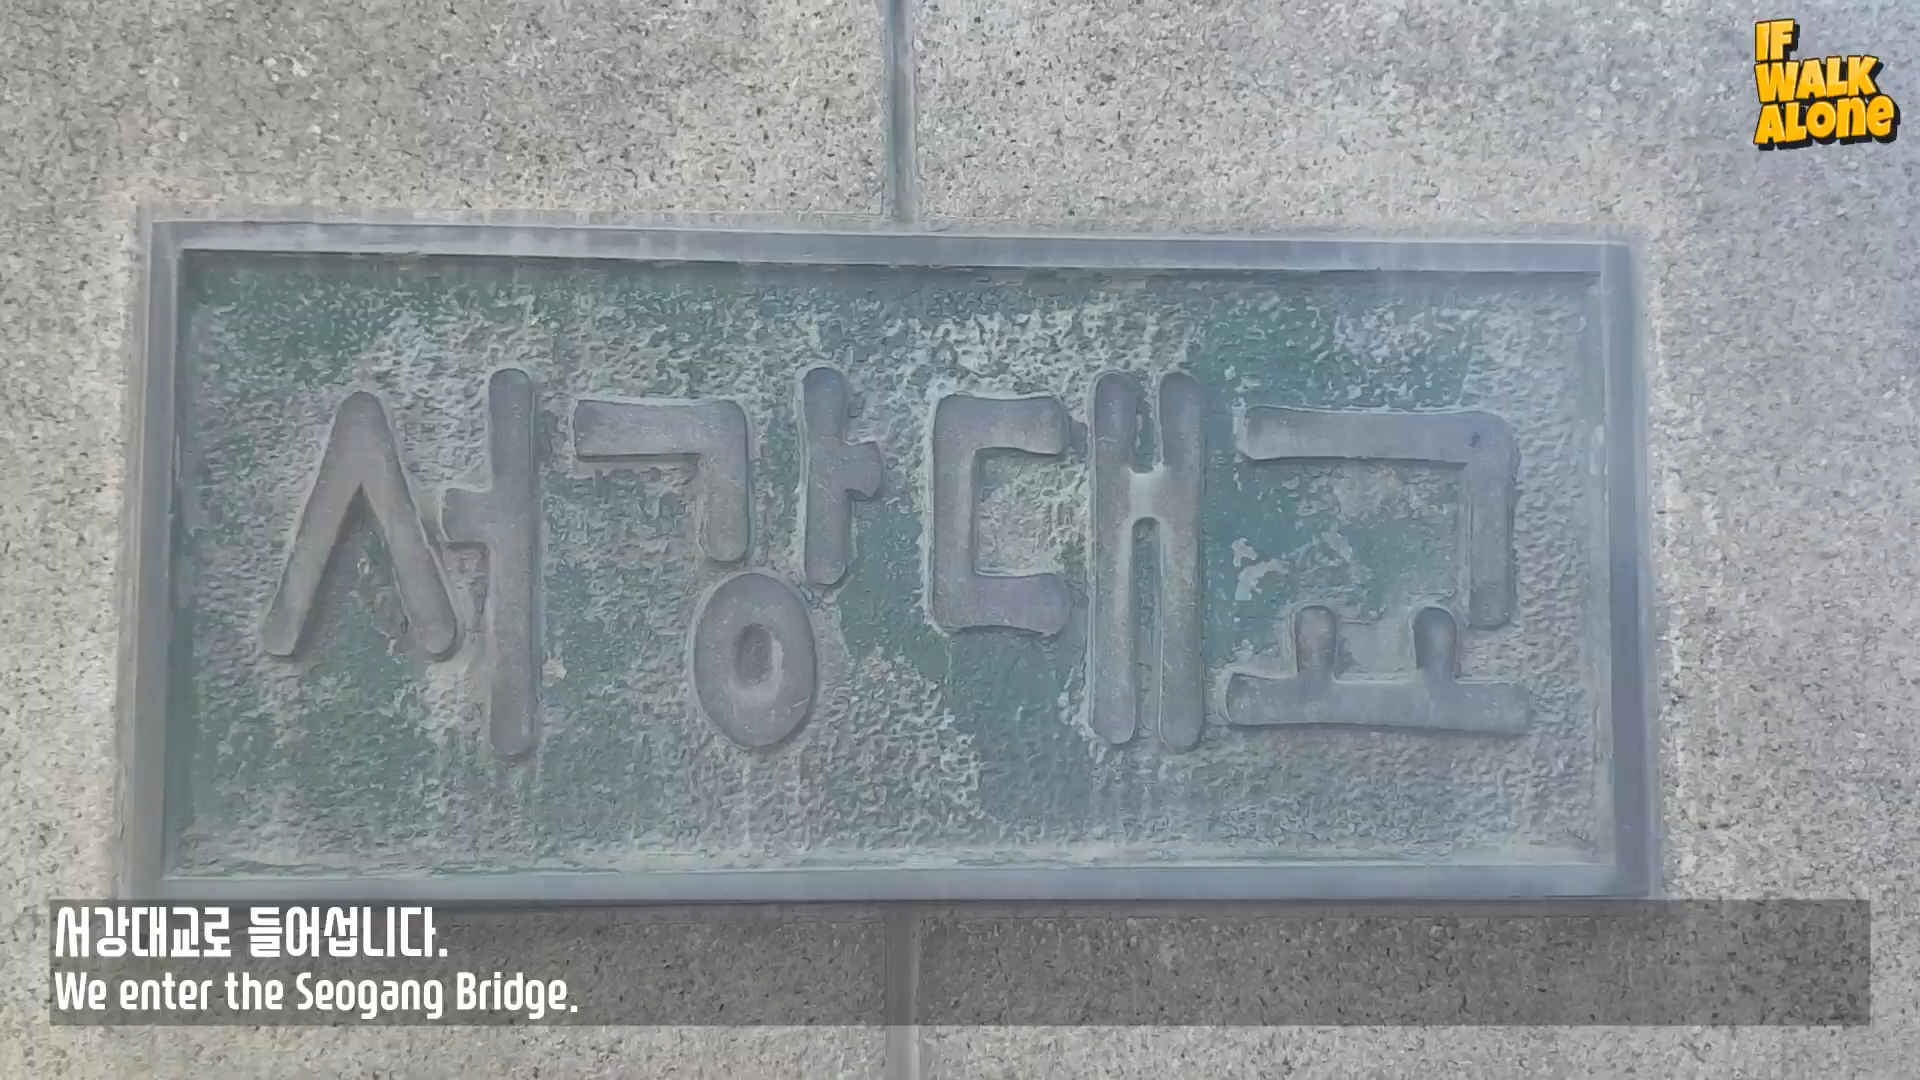 IF
WALK
ALONE
서강대교
서강대교로 들어섭니다.
We enter the Seogang Bridge.